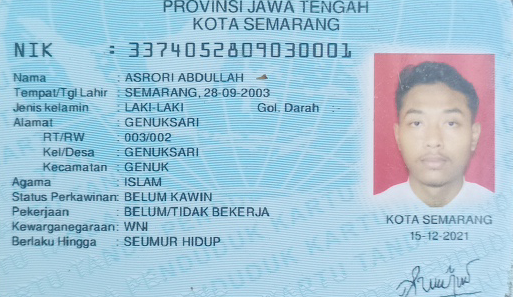 PROVINSI JAWA TENGAH
KOTA SEMARANG
NIK : 3374052809030001
Nama : ASRORI ABDULLAH
Tempat/Tgl Lahir : SEMARANG, 28-09-2003
Jenis kelamin : LAKI-LAKI Gol. Darah : -
Alamat : GENUKSARI
RT/RW : 003/002
Kel/Desa : GENUKSARI
Kecamatan : GENUK
Agama : ISLAM
Status Perkawinan: BELUM KAWIN
Pekerjaan : BELUM/TIDAK BEKERJA
Kewarganegaraan: WNI
Berlaku Hingga : SEUMUR HIDUP
KOTA SEMARANG
15-12-2021